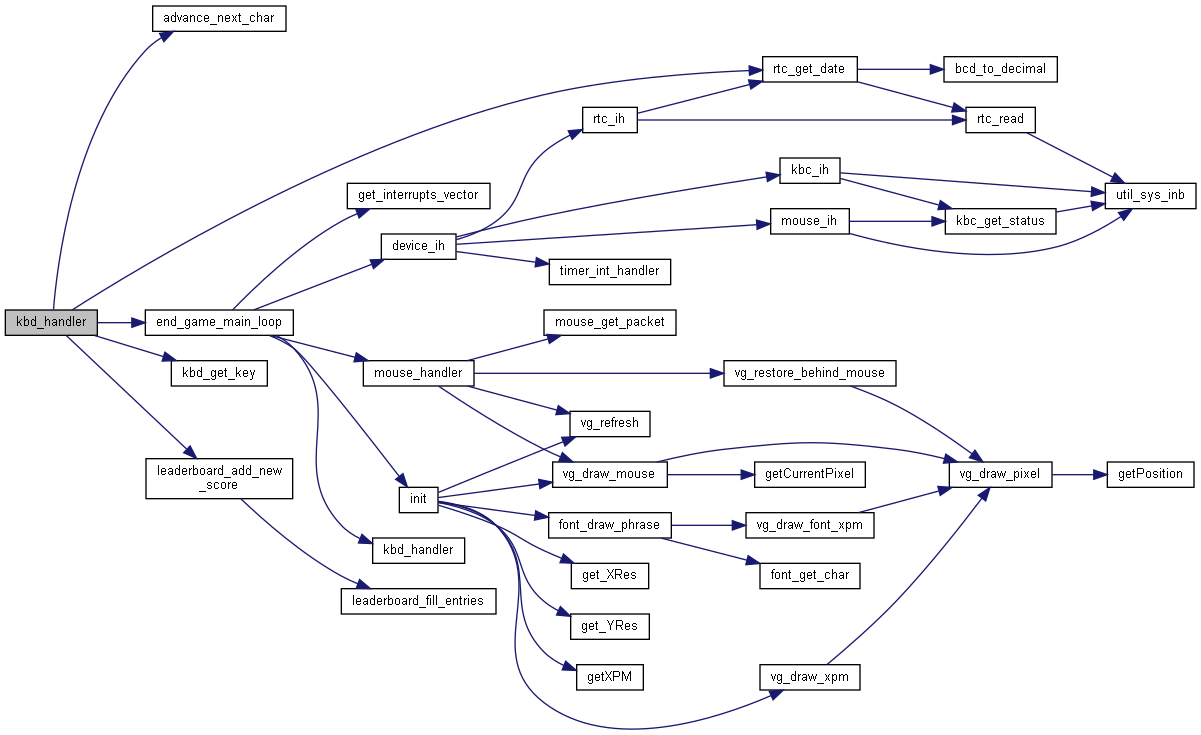 advance_next_char
rtc_get_date
bcd_to_decimal
rtc_ih
rtc_read
get_interrupts_vector
kbc_ih
util_sys_inb
device_ih
mouse_ih
kbc_get_status
timer_int_handler
kbd_handler
end_game_main_loop
mouse_get_packet
kbd_get_key
mouse_handler
vg_restore_behind_mouse
vg_refresh
leaderboard_add_new
_score
vg_draw_mouse
getCurrentPixel
vg_draw_pixel
getPosition
init
font_draw_phrase
vg_draw_font_xpm
kbd_handler
get_XRes
font_get_char
leaderboard_fill_entries
get_YRes
getXPM
vg_draw_xpm